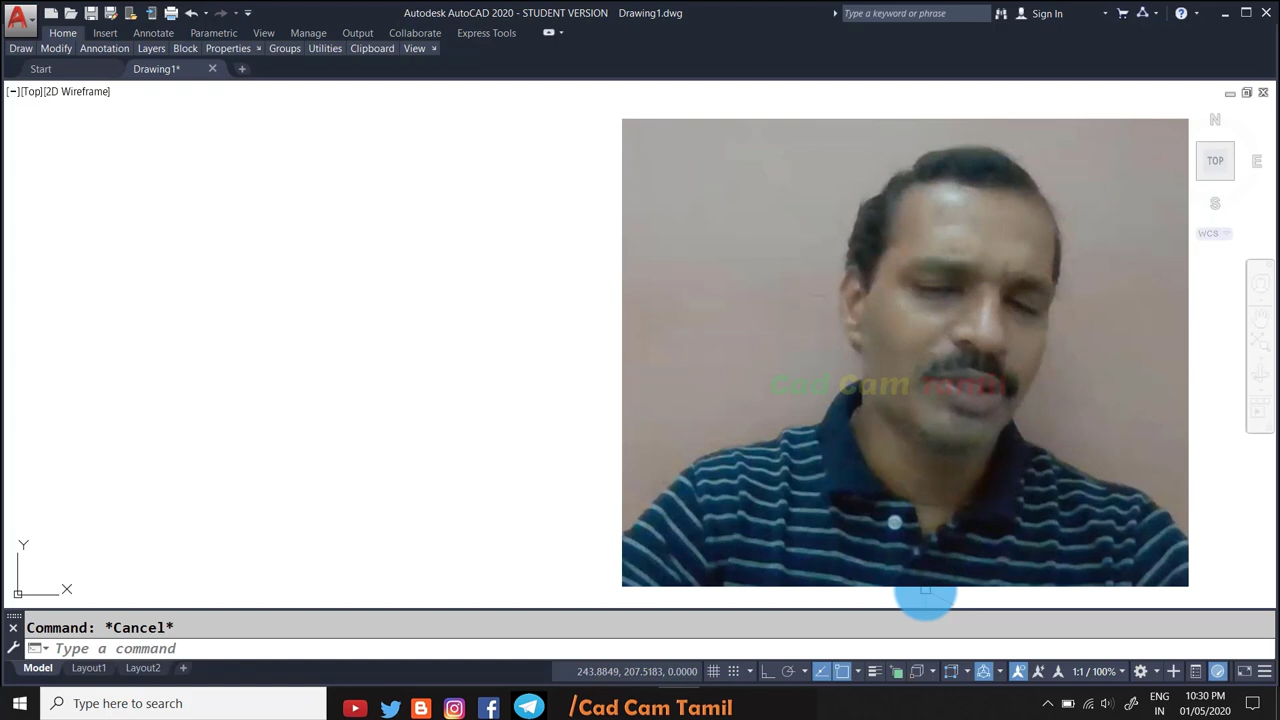 Autodesk AutoCAD 2020 - STUDENT VERSION Drawing1.dwg
Type a keyword or phrase
Sign In
Home Insert Annotate Parametric View Manage Output Collaborate Express Tools
Draw Modify Annotation Layers Block Properties Groups Utilities Clipboard View
Start Drawing1*
[−][Top][2D Wireframe]
N
TOP
E
S
WCS
Cad Cam Tamil
Y
X
Command: *Cancel*
Type a command
Model Layout1 Layout2
243.8849, 207.5183, 0.0000
1:1 / 100%
Type here to search
/Cad Cam Tamil
ENG
IN
10:30 PM
01/05/2020